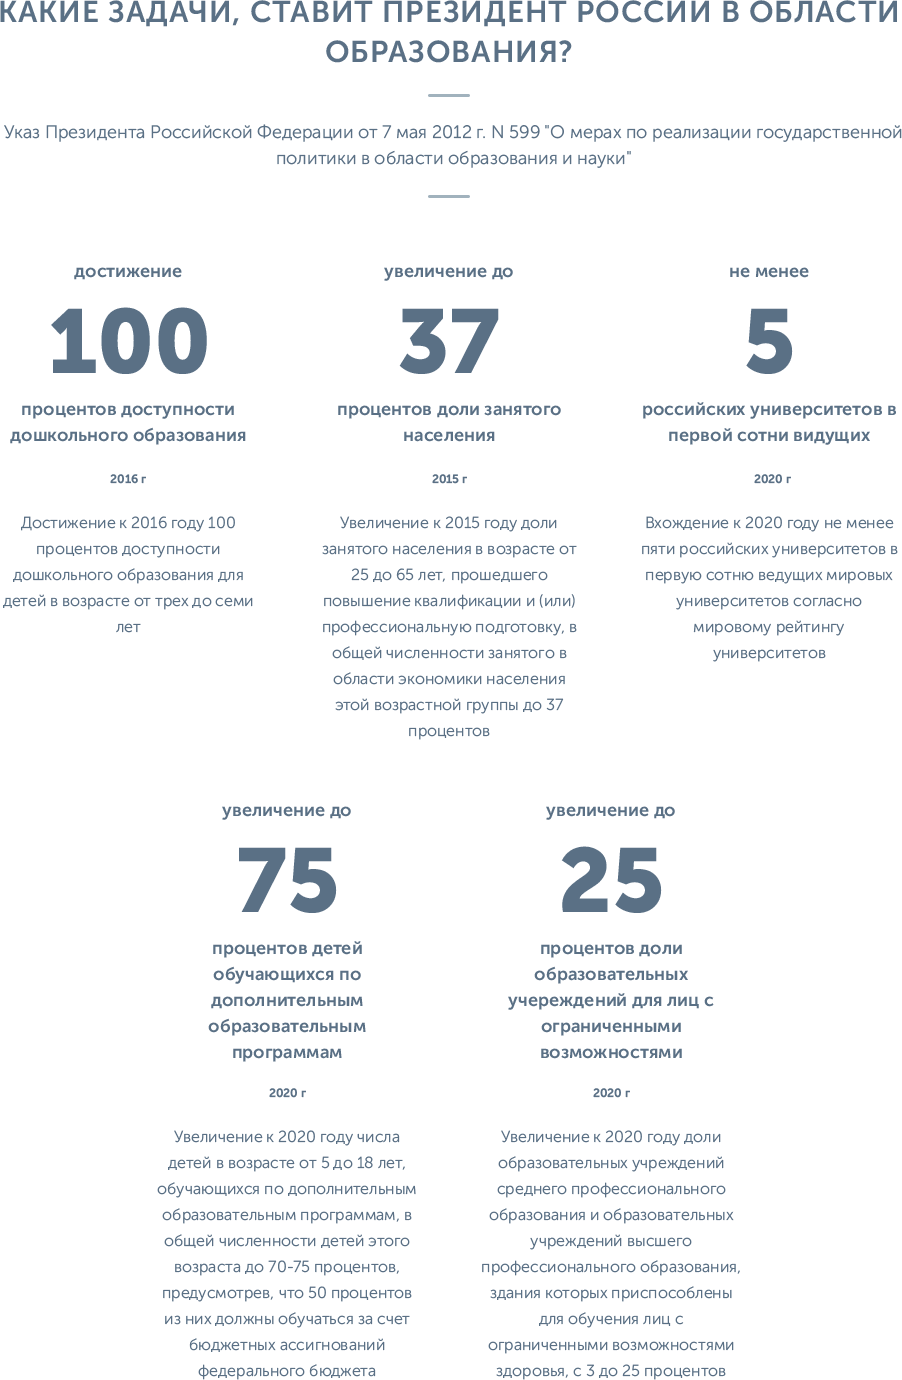 КАКИЕ ЗАДАЧИ, СТАВИТ ПРЕЗИДЕНТ РОССИИ В ОБЛАСТИ
ОБРАЗОВАНИЯ?
Указ Президента Российской Федерации от 7 мая 2012 г. N 599 "О мерах по реализации государственной
политики в области образования и науки"
достижение
100
процентов доступности
дошкольного образования
2016 г
Достижение к 2016 году 100
процентов доступности
дошкольного образования для
детей в возрасте от трех до семи
лет
увеличение до
37
процентов доли занятого
населения
2015 г
Увеличение к 2015 году доли
занятого населения в возрасте от
25 до 65 лет, прошедшего
повышение квалификации и (или)
профессиональную подготовку, в
общей численности занятого в
области экономики населения
этой возрастной группы до 37
процентов
не менее
5
российских университетов в
первой сотни видущих
2020 г
Вхождение к 2020 году не менее
пяти российских университетов в
первую сотню ведущих мировых
университетов согласно
мировому рейтингу
университетов
увеличение до
75
процентов детей
обучающихся по
дополнительным
образовательным
программам
2020 г
Увеличение к 2020 году числа
детей в возрасте от 5 до 18 лет,
обучающихся по дополнительным
образовательным программам, в
общей численности детей этого
возраста до 70-75 процентов,
предусмотрев, что 50 процентов
из них должны обучаться за счет
бюджетных ассигнований
федерального бюджета
увеличение до
25
процентов доли
образовательных
учереждений для лиц с
ограниченными
возможностями
2020 г
Увеличение к 2020 году доли
образовательных учреждений
среднего профессионального
образования и образовательных
учреждений высшего
профессионального образования,
здания которых приспособлены
для обучения лиц с
ограниченными возможностями
здоровья, с 3 до 25 процентов